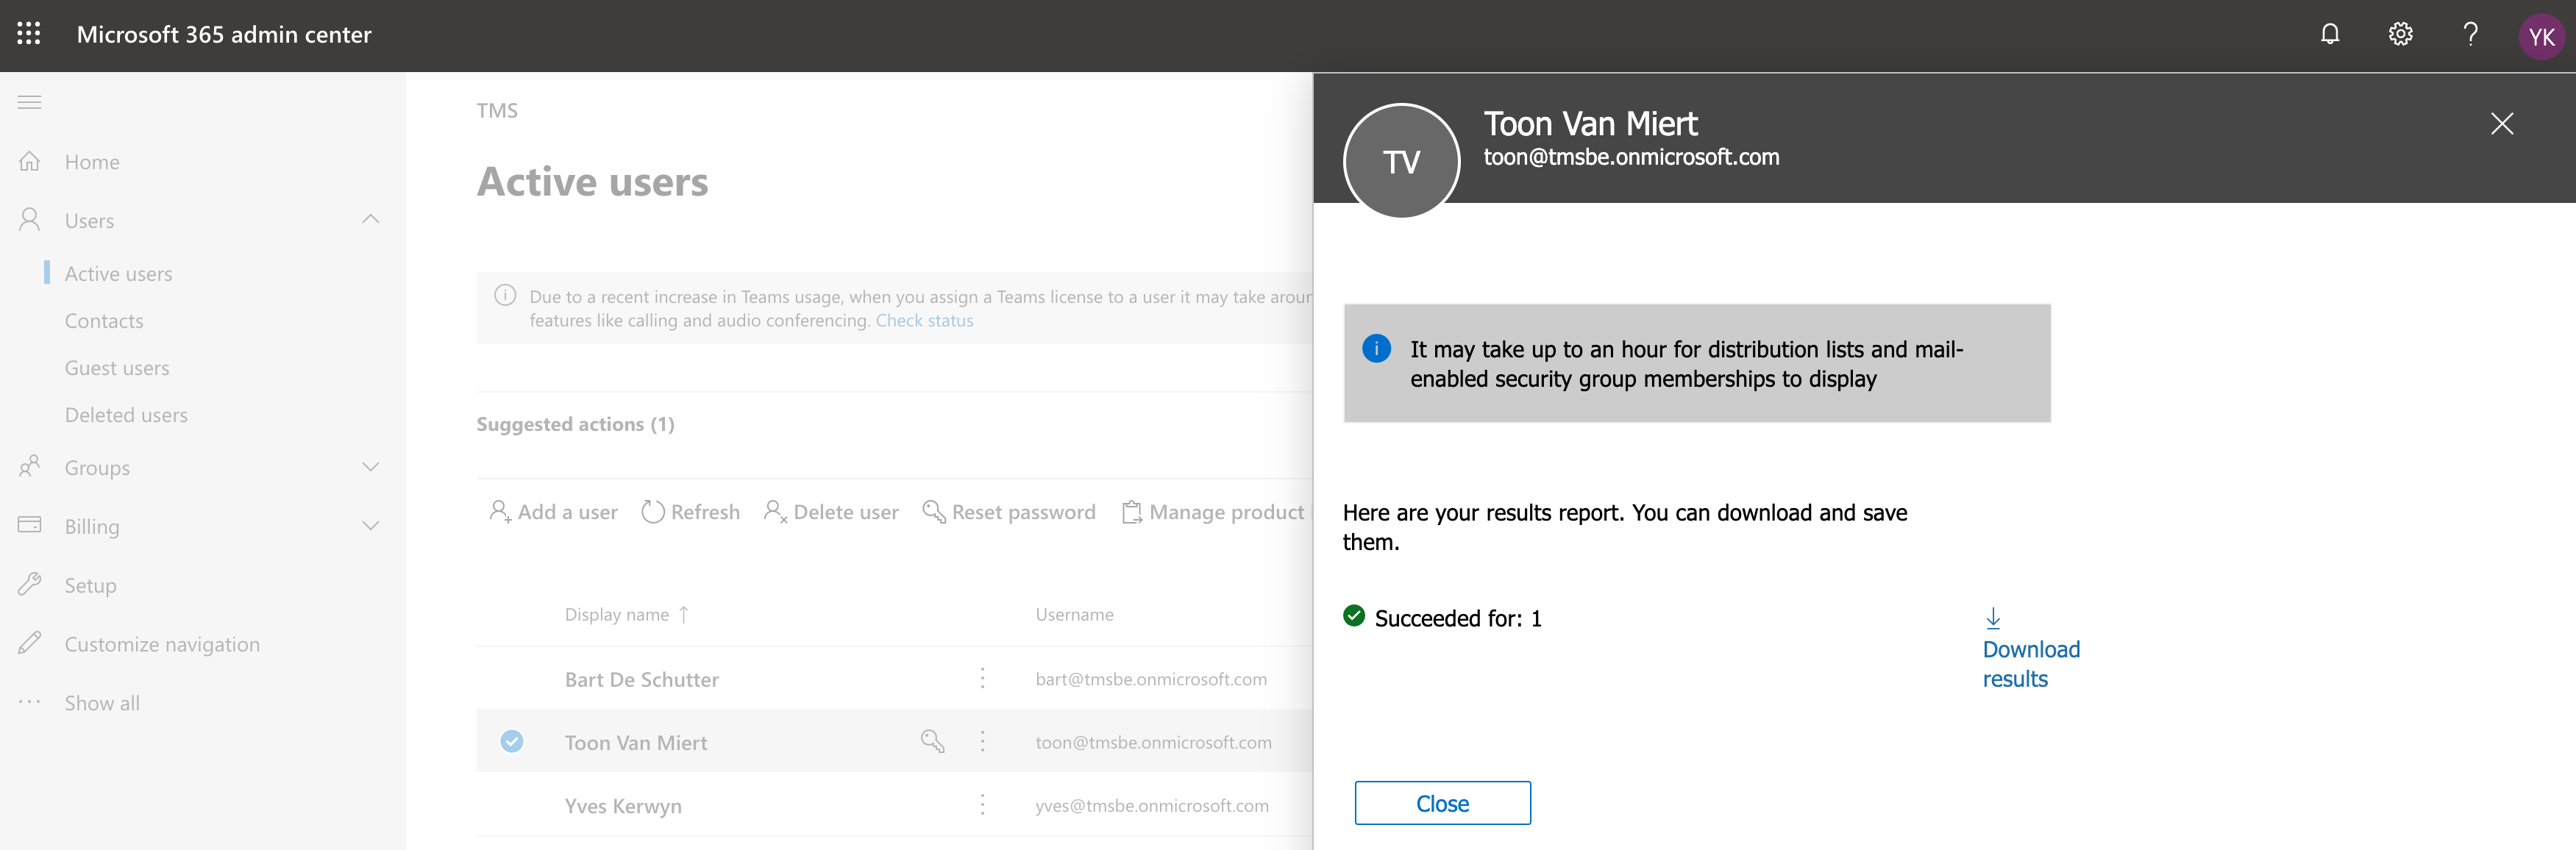 Microsoft 365 admin center
YK
TMS
Home
Active users
Users
Active users
Contacts
Guest users
Deleted users
Groups
Billing
Setup
Customize navigation
Show all
Due to a recent increase in Teams usage, when you assign a Teams license to a user it may take
features like calling and audio conferencing. Check status
Suggested actions (1)
Add a user
Refresh
Delete user
Reset password
Manage product
Display name ↑
Username
Bart De Schutter
bart@tmsbe.onmicrosoft.com
Toon Van Miert
toon@tmsbe.onmicrosoft.com
Yves Kerwyn
yves@tmsbe.onmicrosoft.com
TV
Toon Van Miert
toon@tmsbe.onmicrosoft.com
It may take up to an hour for distribution lists and mail-
enabled security group memberships to display
Here are your results report. You can download and save
them.
Succeeded for: 1
Download
results
Close